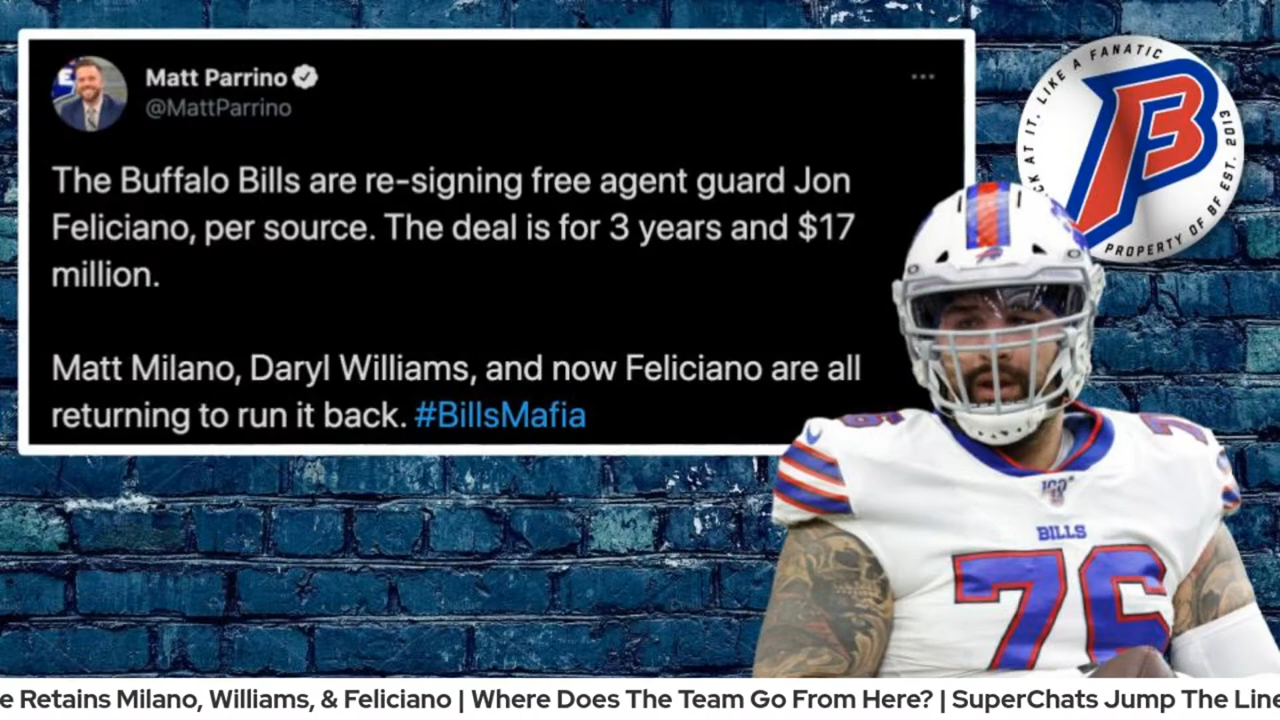 Matt Parrino
@MattParrino
The Buffalo Bills are re-signing free agent guard Jon
Feliciano, per source. The deal is for 3 years and $17
million.
Matt Milano, Daryl Williams, and now Feliciano are all
returning to run it back. #BillsMafia
AT IT, LIKE A FANATIC
PROPERTY OF BF EST. 2013
BILLS
76
e Retains Milano, Williams, & Feliciano | Where Does The Team Go From Here? | SuperChats Jump The Line